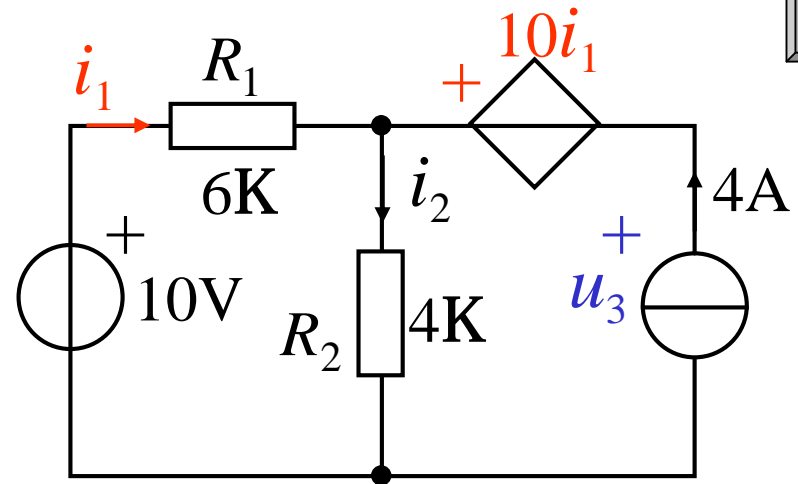 10i₁
i₁
R₁
+
6K
i₂
4A
+
10V
+
u₃
R₂
4K